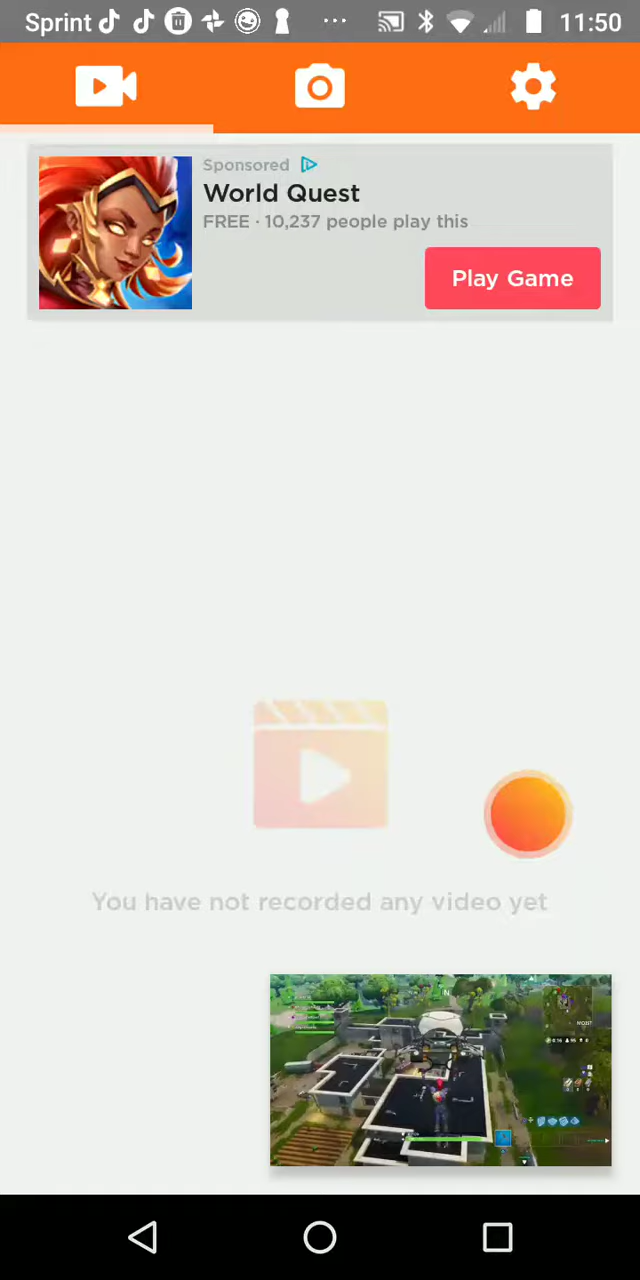 Sprint 11:50
Sponsored
World Quest
FREE · 10,237 people play this
Play Game
You have not recorded any video yet
N